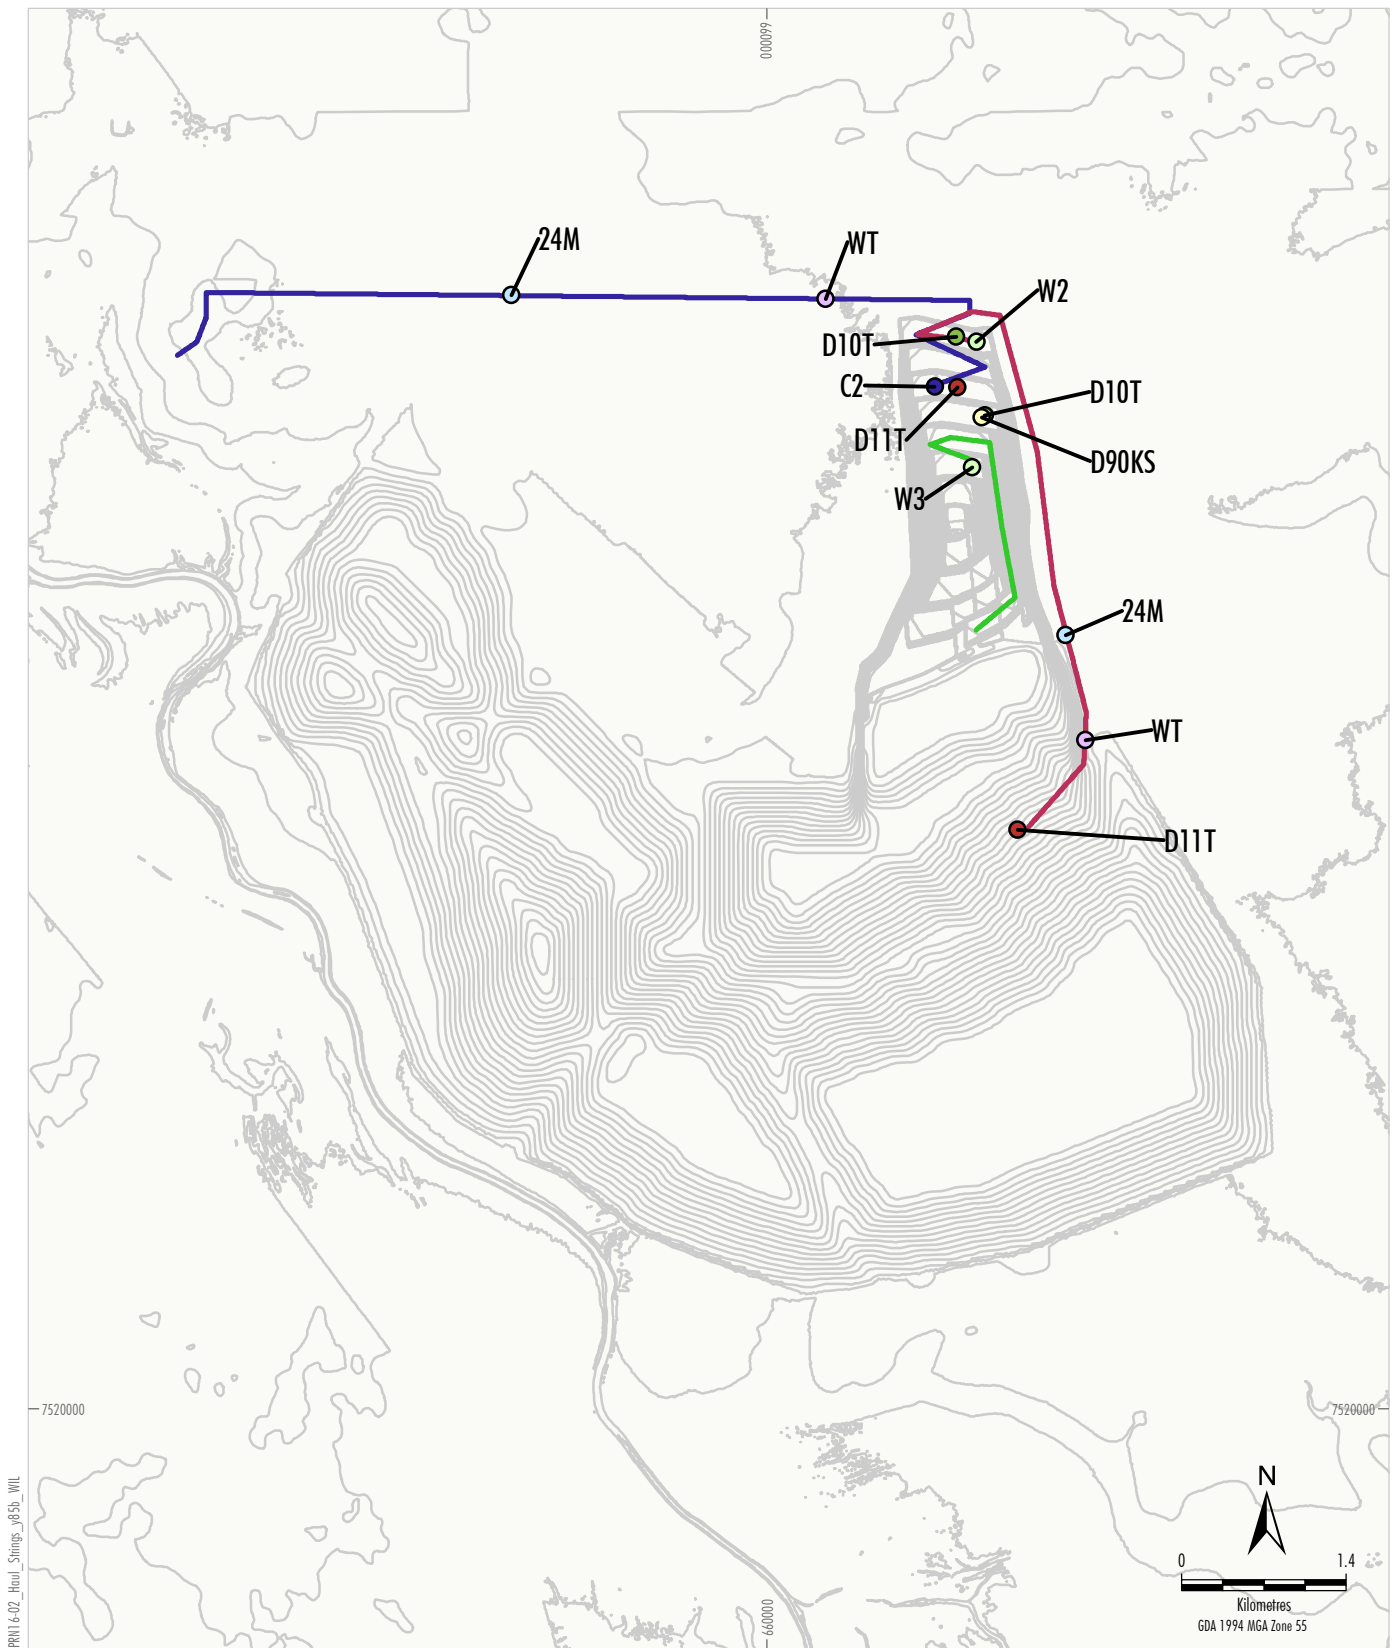 660000
24M
WT
W2
D10T
C2
D10T
D11T
D90KS
W3
24M
WT
D11T
7520000
7520000
N
0 1.4
Kilometres
GDA 1994 MGA Zone 55
660000
PRN16-02_Haul_Strings_y85b_WIL